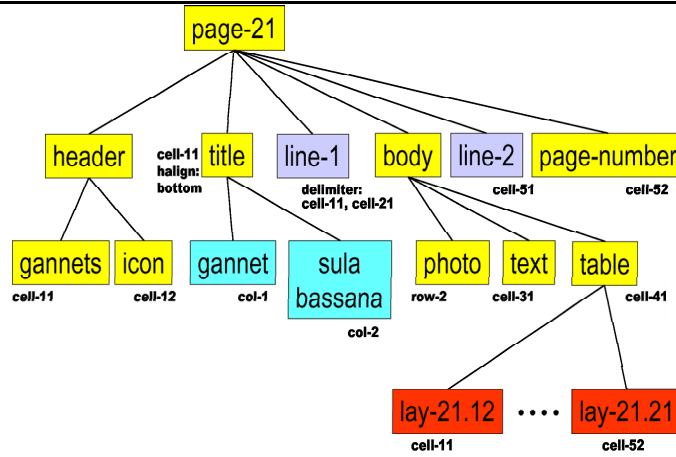 page-21
header
cell-11
halign:
bottom
title
line-1
delimiter:
cell-11, cell-21
body
line-2
cell-51
page-number
cell-52
gannets
cell-11
icon
cell-12
gannet
col-1
sula
bassana
col-2
photo
row-2
text
cell-31
table
cell-41
lay-21.12
cell-11
....
lay-21.21
cell-52